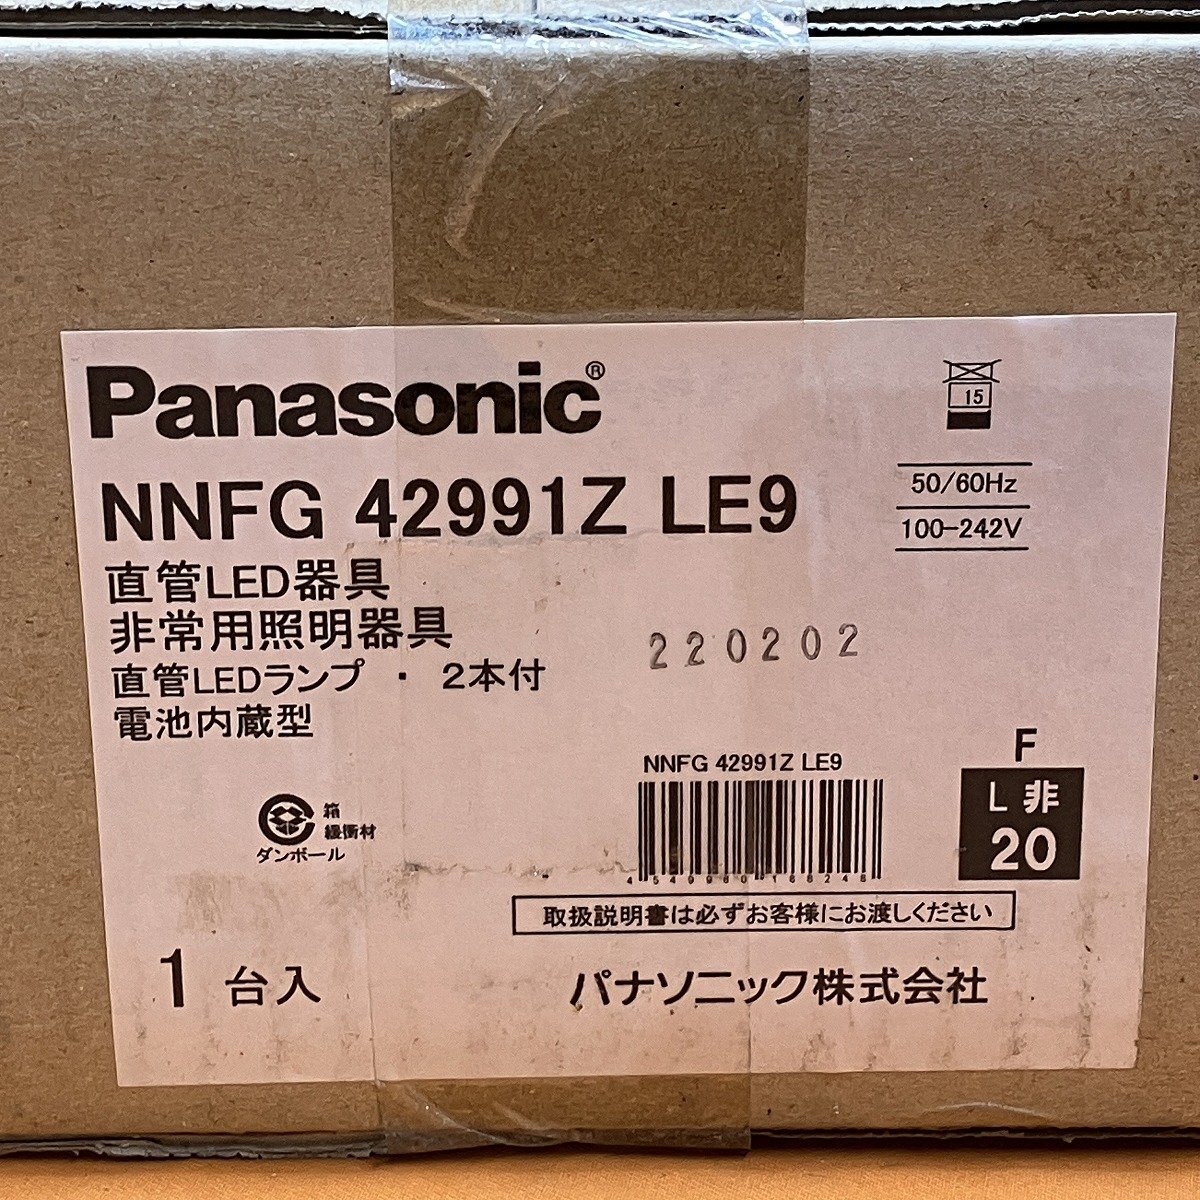 Panasonic®
15
NNFG 42991Z LE9
50/60Hz
100-242V
直管LED器具
非常用照明器具
直管LEDランプ ・ 2本付
電池内蔵型
220202
NNFG 42991Z LE9
4549980168246
F
L 非
20
箱
緩衝材
ダンボール
取扱説明書は必ずお客様にお渡しください
1 台入
パナソニック株式会社